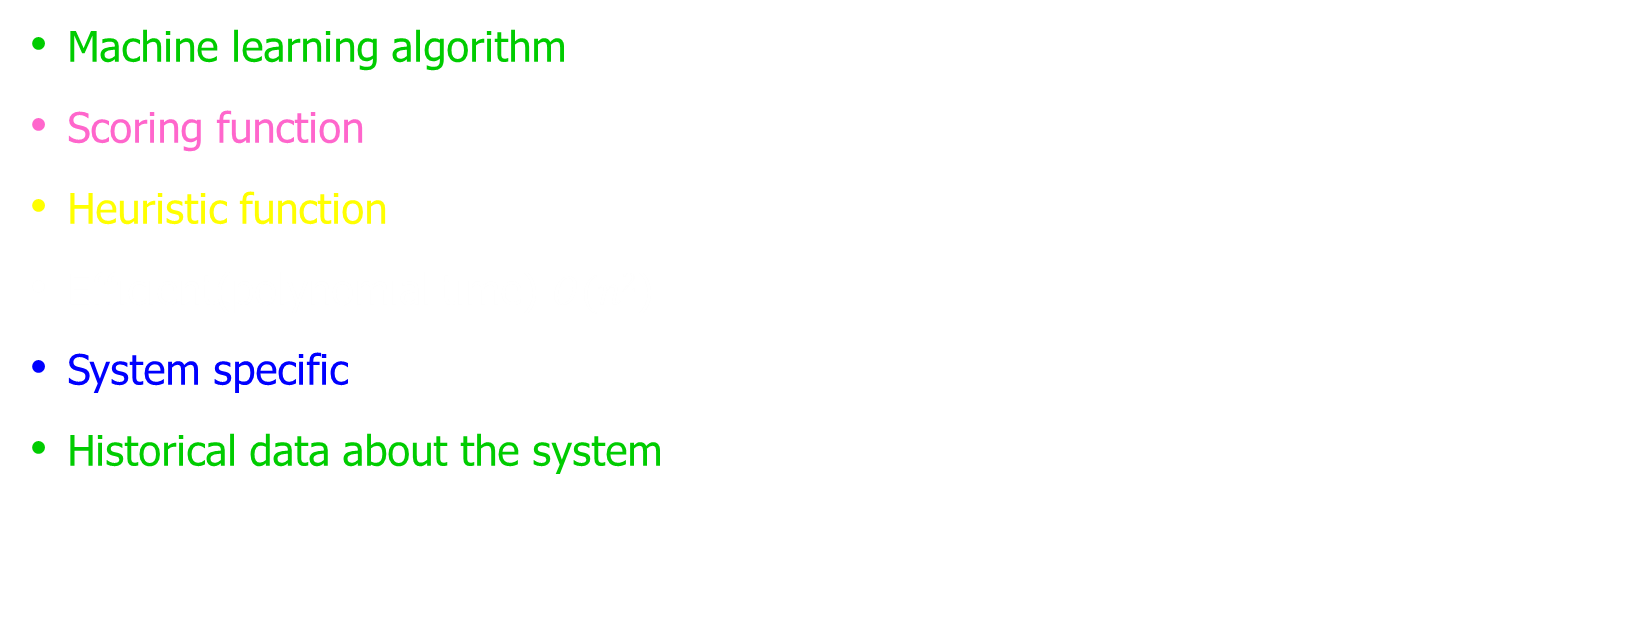 • Machine learning algorithm
• Scoring function
• Heuristic function
• System specific
• Historical data about the system